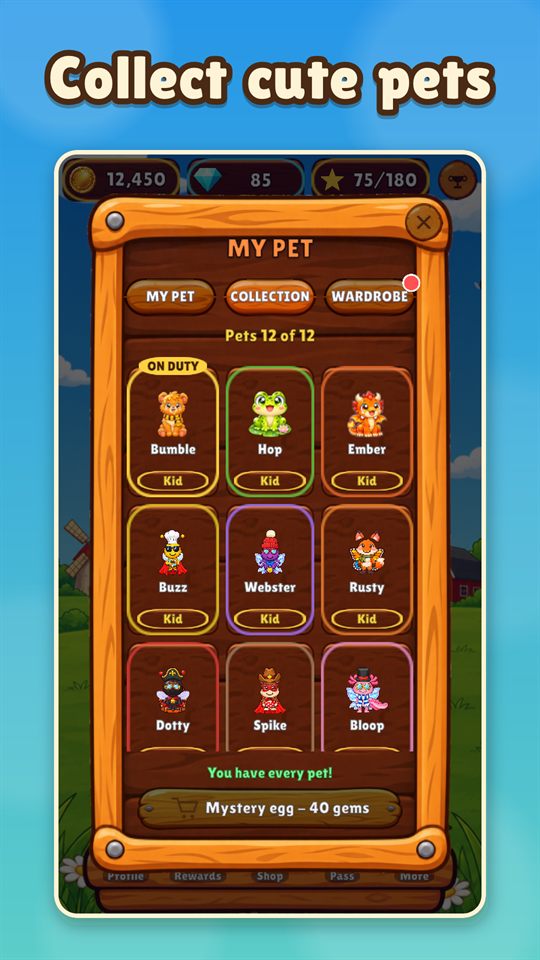 Collect cute pets
12,450
85
75/180
MY PET
MY PET
COLLECTION
WARDROBE
Pets 12 of 12
ON DUTY
Bumble
Hop
Ember
Kid
Kid
Kid
Buzz
Webster
Rusty
Kid
Kid
Kid
Dotty
Spike
Bloop
You have every pet!
Mystery egg – 40 gems
Profile
Rewards
Shop
Pass
More